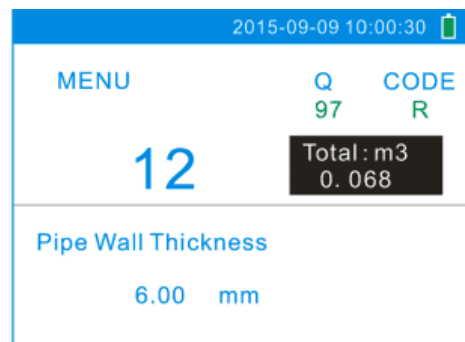 2015-09-09 10:00:30
MENU Q CODE
97 R
12
Total: m3
0.068
Pipe Wall Thickness
6.00 mm